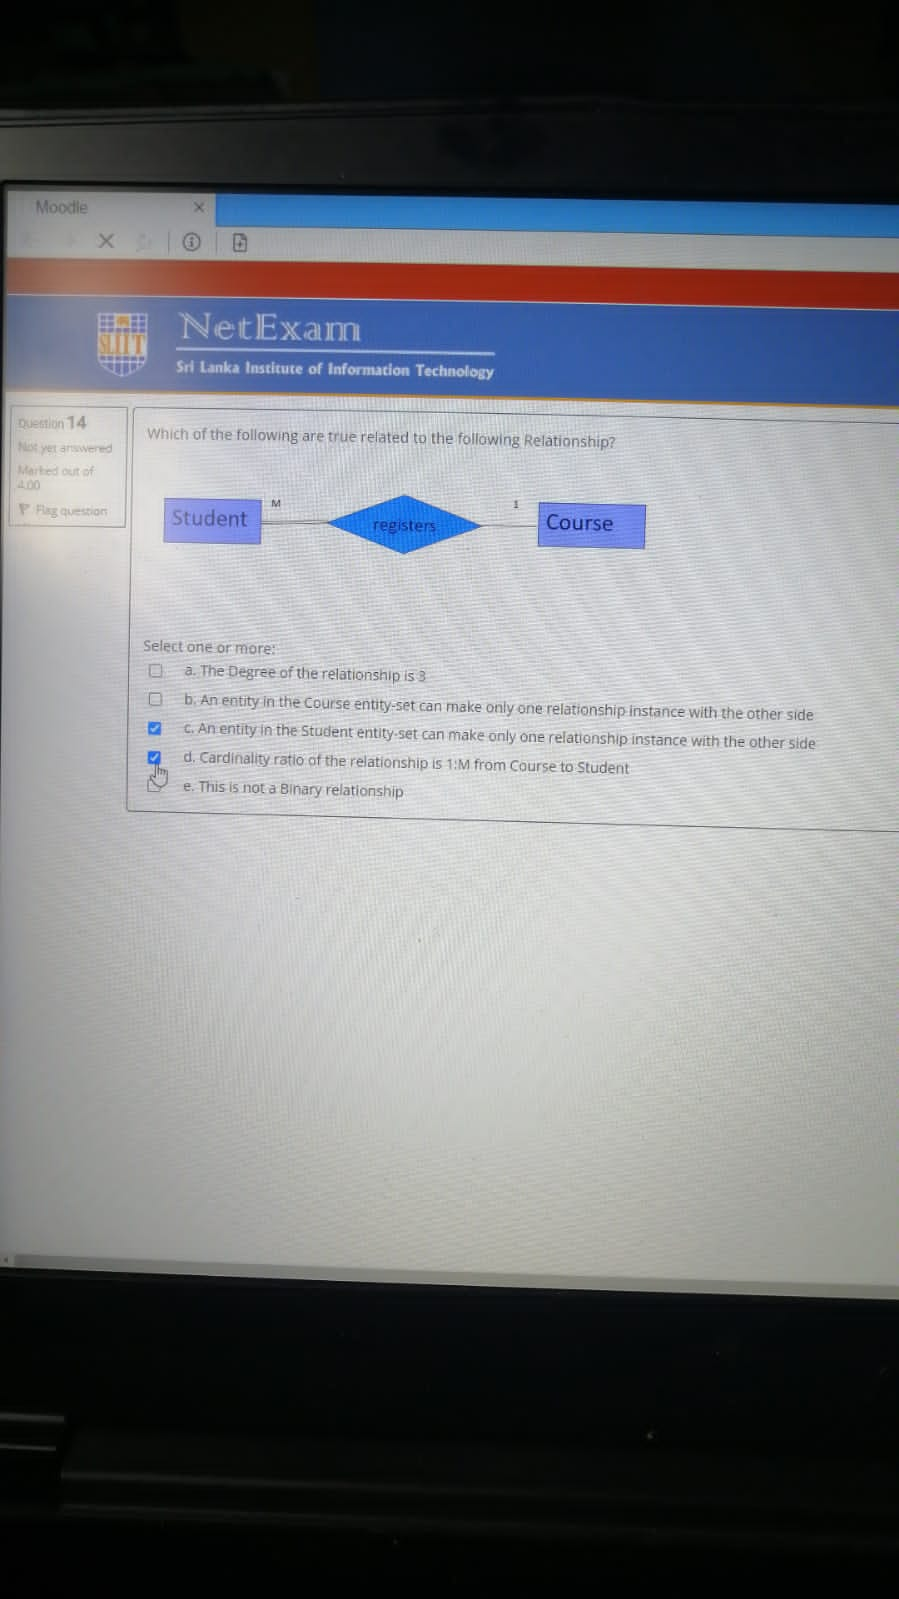 Moodle
SLIIT
NetExam
Sri Lanka Institute of Information Technology
Question 14
Not yet answered
Marked out of
4.00
Flag question
Which of the following are true related to the following Relationship?
Student
M
registers
1
Course
Select one or more:
a. The Degree of the relationship is 3
b. An entity in the Course entity-set can make only one relationship instance with the other side
c. An entity in the Student entity-set can make only one relationship instance with the other side
d. Cardinality ratio of the relationship is 1:M from Course to Student
e. This is not a Binary relationship